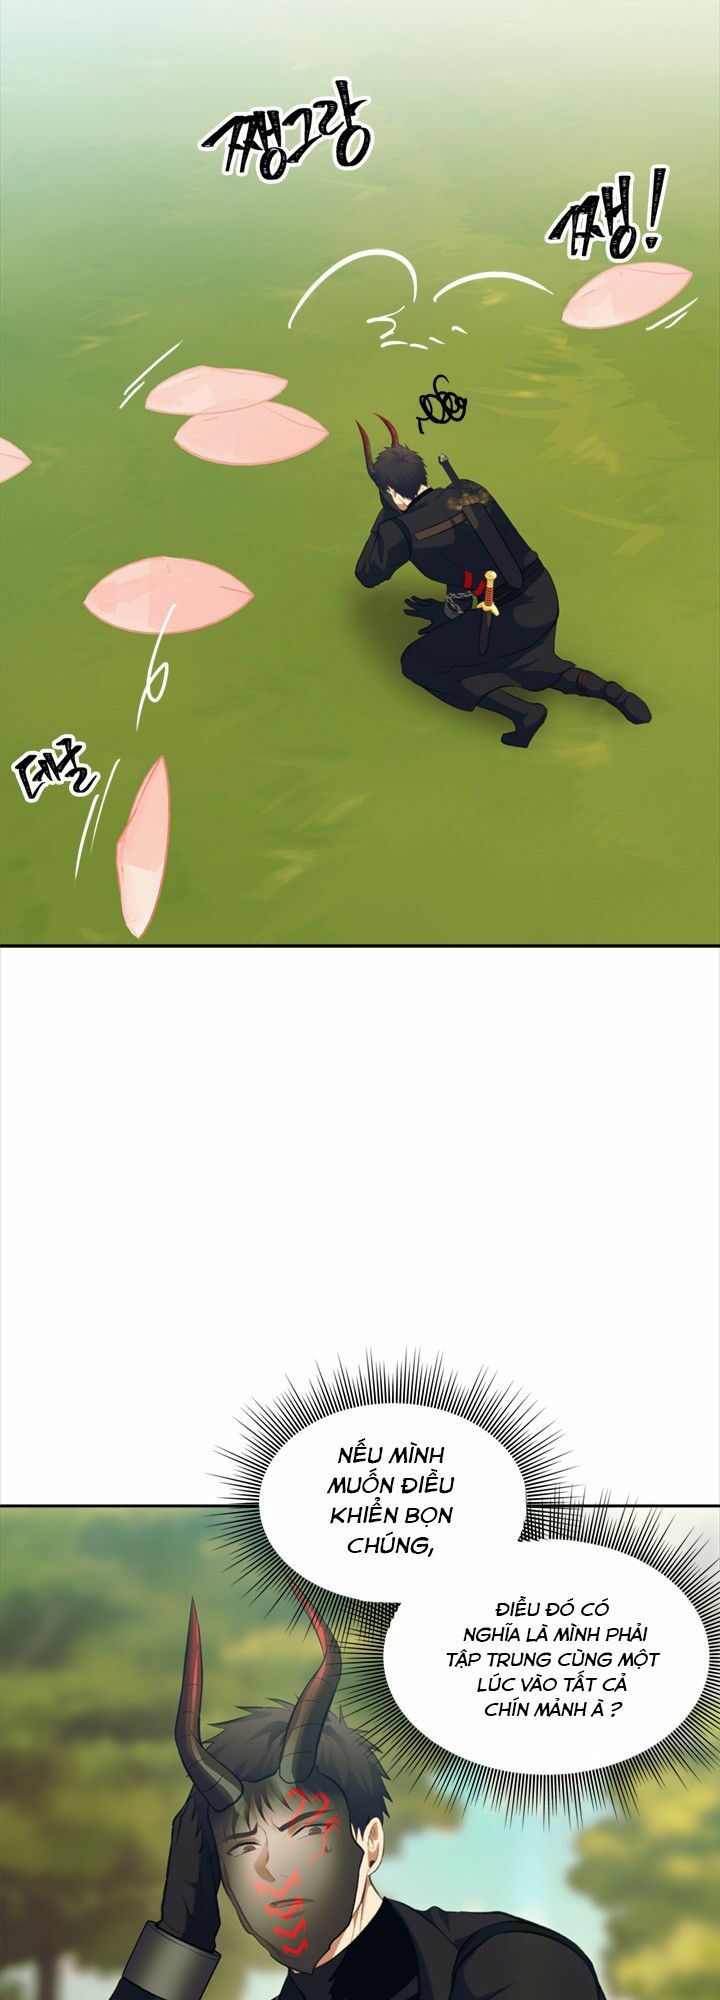 쨍그랑
쨍!
데낱
NẾU MÌNH
MUỐN ĐIỀU
KHIỂN BỌN
CHÚNG,
ĐIỀU ĐÓ CÓ
NGHĨA LÀ MÌNH PHẢI
TẬP TRUNG CÙNG MỘT
LÚC VÀO TẤT CẢ
CHÍN MẢNH À ?